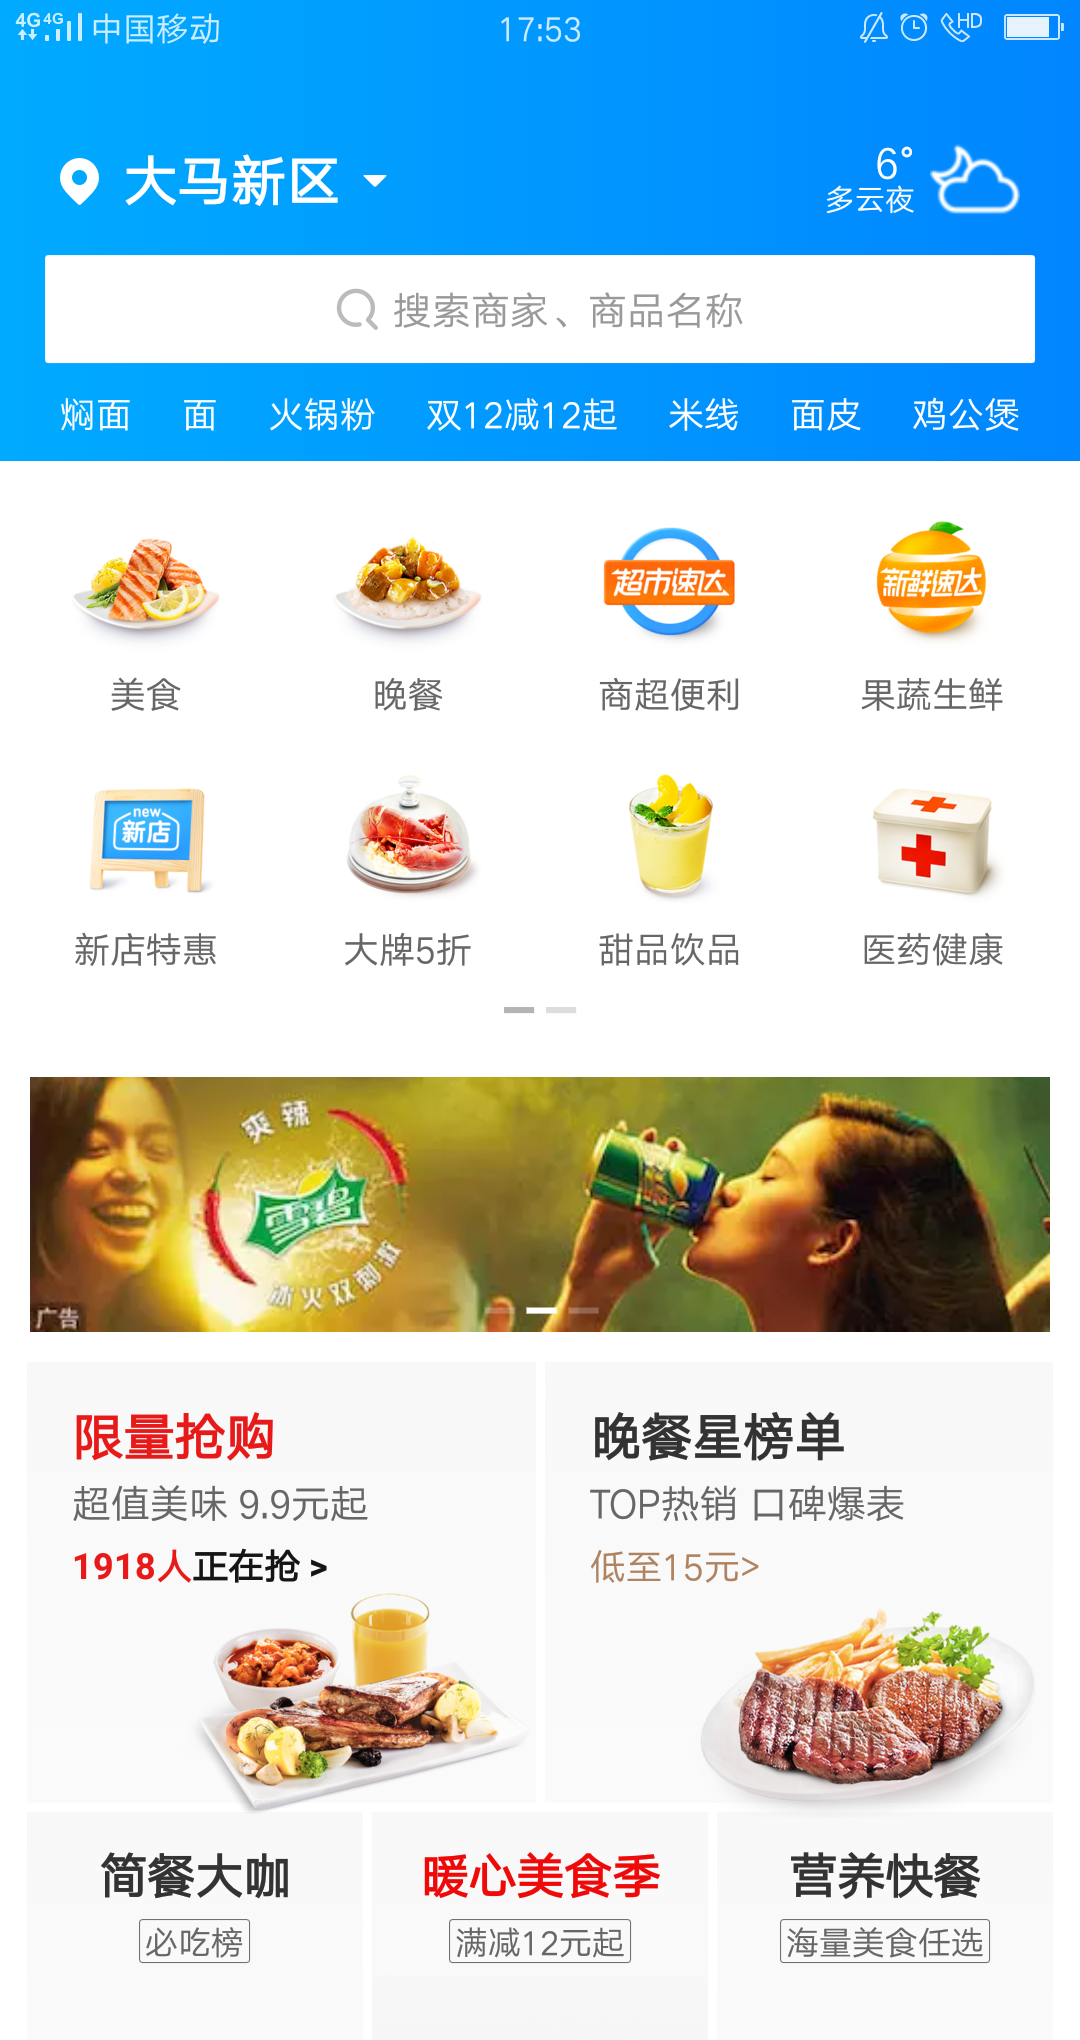 4G 4G 中国移动 17:53 HD
大马新区 6°
多云夜
搜索商家、商品名称
焖面 面 火锅粉 双12减12起 米线 面皮 鸡公煲
超市速达 新鲜速达
美食 晚餐 商超便利 果蔬生鲜
new
新店
新店特惠 大牌5折 甜品饮品 医药健康
爽辣
雪碧
冰火双刺激
广告
限量抢购 晚餐星榜单
超值美味 9.9元起 TOP热销 口碑爆表
1918人正在抢 > 低至15元>
简餐大咖 暖心美食季 营养快餐
必吃榜 满减12元起 海量美食任选